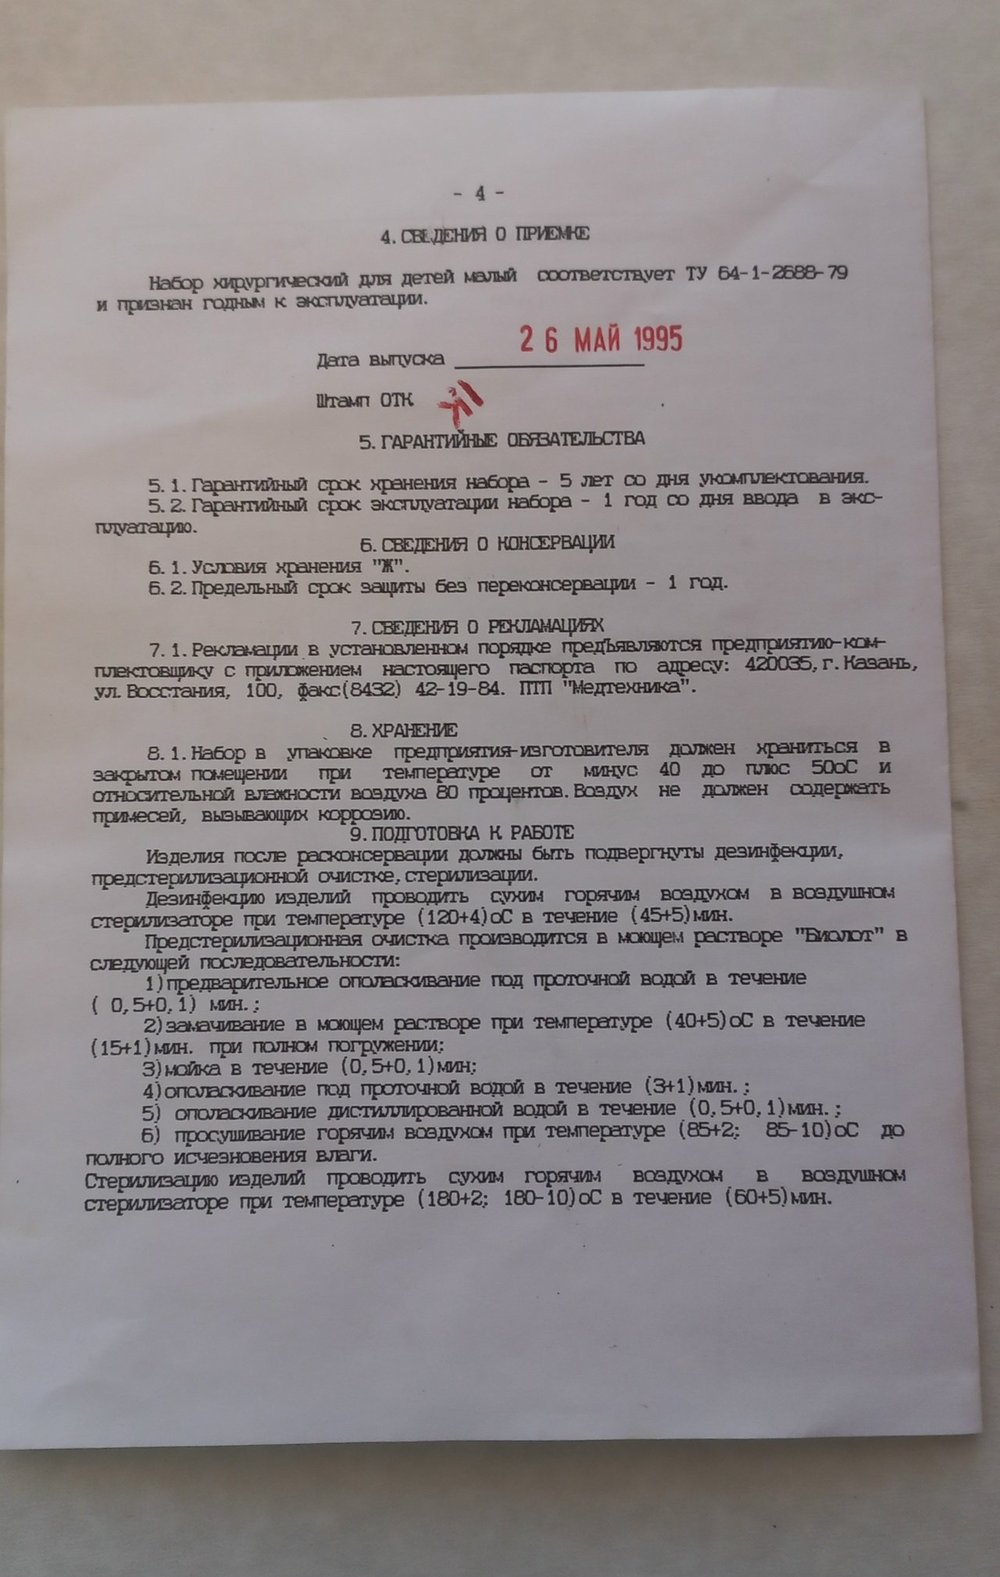 - 4 -
4. СВЕДЕНИЯ О ПРИЕМКЕ
Набор хирургический для детей малый соответствует ТУ 64-1-2688-79
и признан годным к эксплуатации.
26 МАЙ 1995
Дата выпуска
Штамп ОТК
5. ГАРАНТИЙНЫЕ ОБЯЗАТЕЛЬСТВА
5.1. Гарантийный срок хранения набора - 5 лет со дня укомплектования.
5.2. Гарантийный срок эксплуатации набора - 1 год со дня ввода в экс-
плуатацию.
6. СВЕДЕНИЯ О КОНСЕРВАЦИИ
6.1. Условия хранения "Ж".
6.2. Предельный срок защиты без переконсервации - 1 год.
7. СВЕДЕНИЯ О РЕКЛАМАЦИЯХ
7.1. Рекламации в установленном порядке предъявляются предприятию-ком-
плектовщику с приложением настоящего паспорта по адресу: 420035, г. Казань,
ул. Восстания, 100, факс(8432) 42-19-84. ПТП "Медтехника".
8. ХРАНЕНИЕ
8.1. Набор в упаковке предприятия-изготовителя должен храниться в
закрытом помещении при температуре от минус 40 до плюс 50оС и
относительной влажности воздуха 80 процентов. Воздух не должен содержать
примесей, вызывающих коррозию.
9. ПОДГОТОВКА К РАБОТЕ
Изделия после расконсервации должны быть подвергнуты дезинфекции,
предстерилизационной очистке, стерилизации.
Дезинфекцию изделий проводить сухим горячим воздухом в воздушном
стерилизаторе при температуре (120+4)оС в течение (45+5)мин.
Предстерилизационная очистка производится в моющем растворе "Биолот" в
следующей последовательности:
1)предварительное ополаскивание под проточной водой в течение
( 0,5+0,1) мин.;
2)замачивание в моющем растворе при температуре (40+5)оС в течение
(15+1)мин. при полном погружении;
3)мойка в течение (0,5+0,1)мин;
4)ополаскивание под проточной водой в течение (3+1)мин.;
5) ополаскивание дистиллированной водой в течение (0,5+0,1)мин.;
6) просушивание горячим воздухом при температуре (85+2; 85-10)оС до
полного исчезновения влаги.
Стерилизацию изделий проводить сухим горячим воздухом в воздушном
стерилизаторе при температуре (180+2; 180-10)оС в течение (60+5)мин.